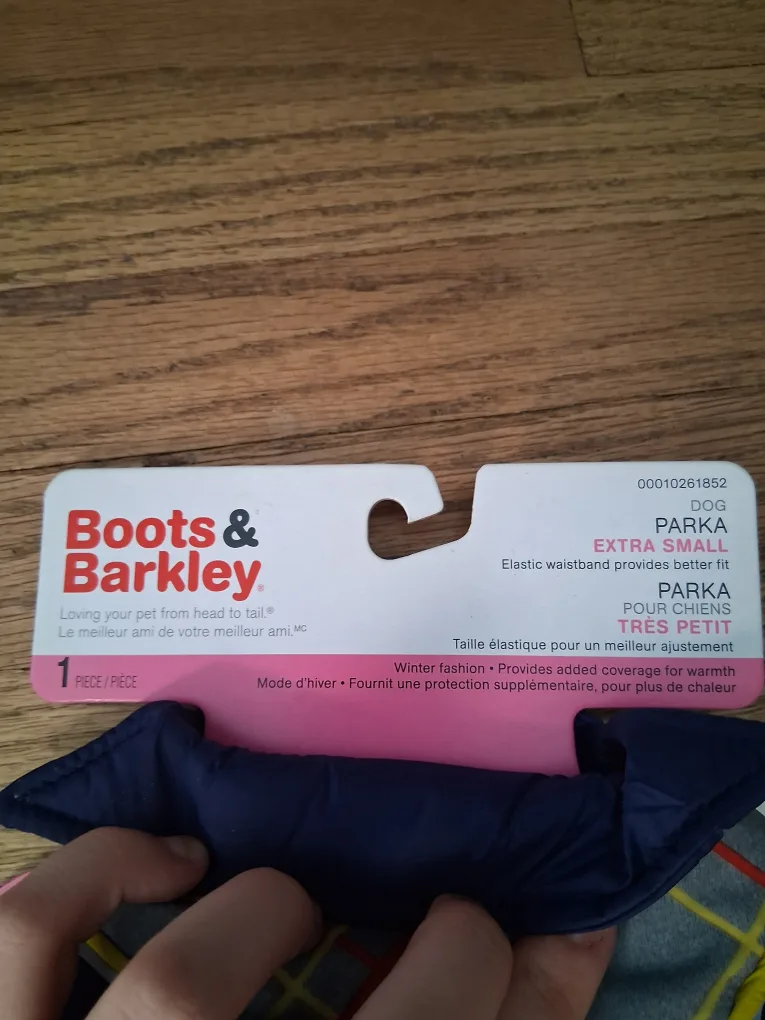 Boots &
Barkley®
Loving your pet from head to tail.®
Le meilleur ami de votre meilleur ami.MC
1 PIECE / PIÈCE
00010261852
DOG
PARKA
EXTRA SMALL
Elastic waistband provides better fit
PARKA
POUR CHIENS
TRÈS PETIT
Taille élastique pour un meilleur ajustement
Winter fashion • Provides added coverage for warmth
Mode d'hiver • Fournit une protection supplémentaire, pour plus de chaleur